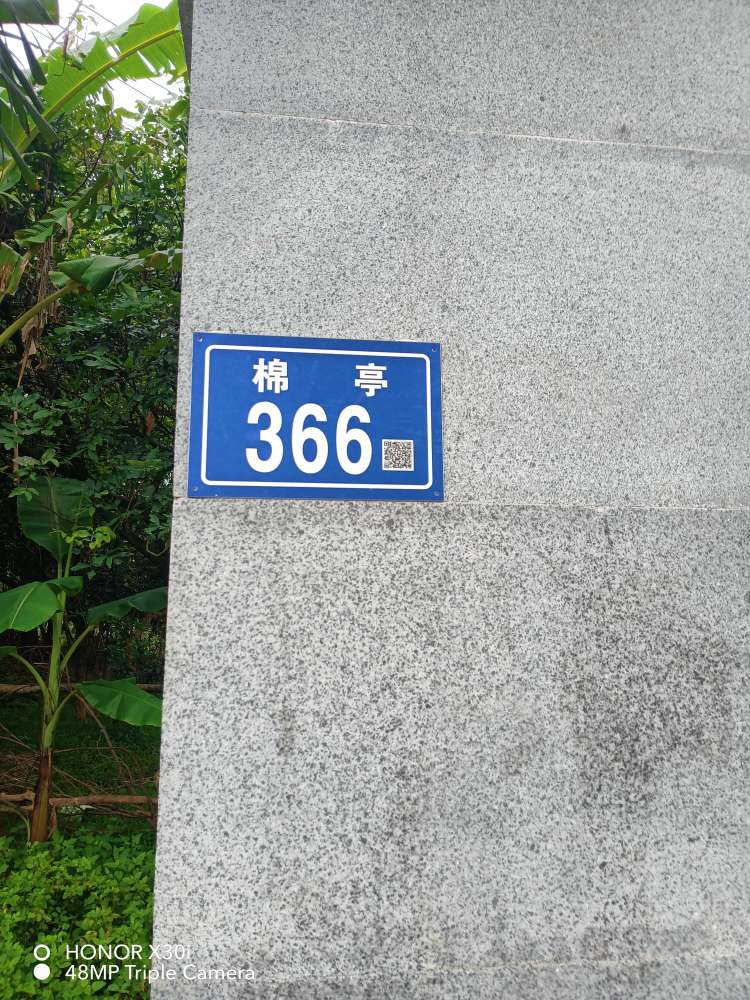 棉 亭
366
HONOR X30i
48MP Triple Camera